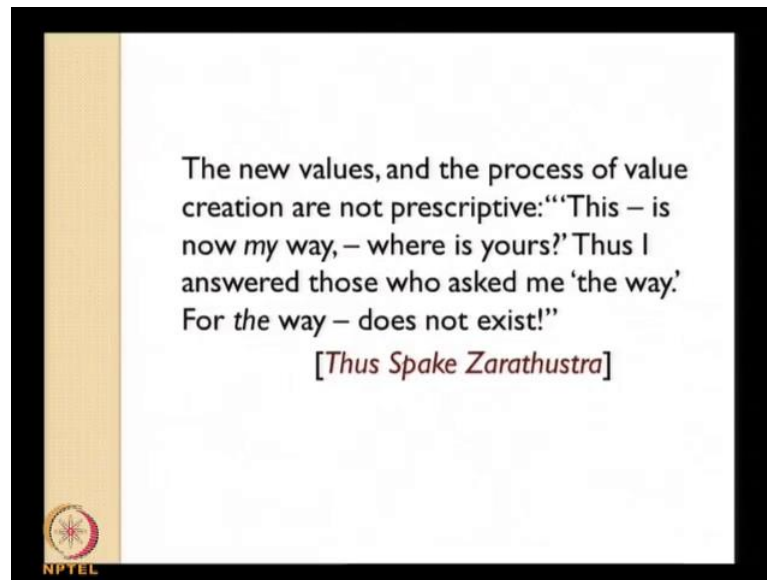 The new values, and the process of value
creation are not prescriptive:“‘This – is
now my way, – where is yours?’ Thus I
answered those who asked me ‘the way.’
For the way – does not exist!”
[Thus Spake Zarathustra]
NPTEL